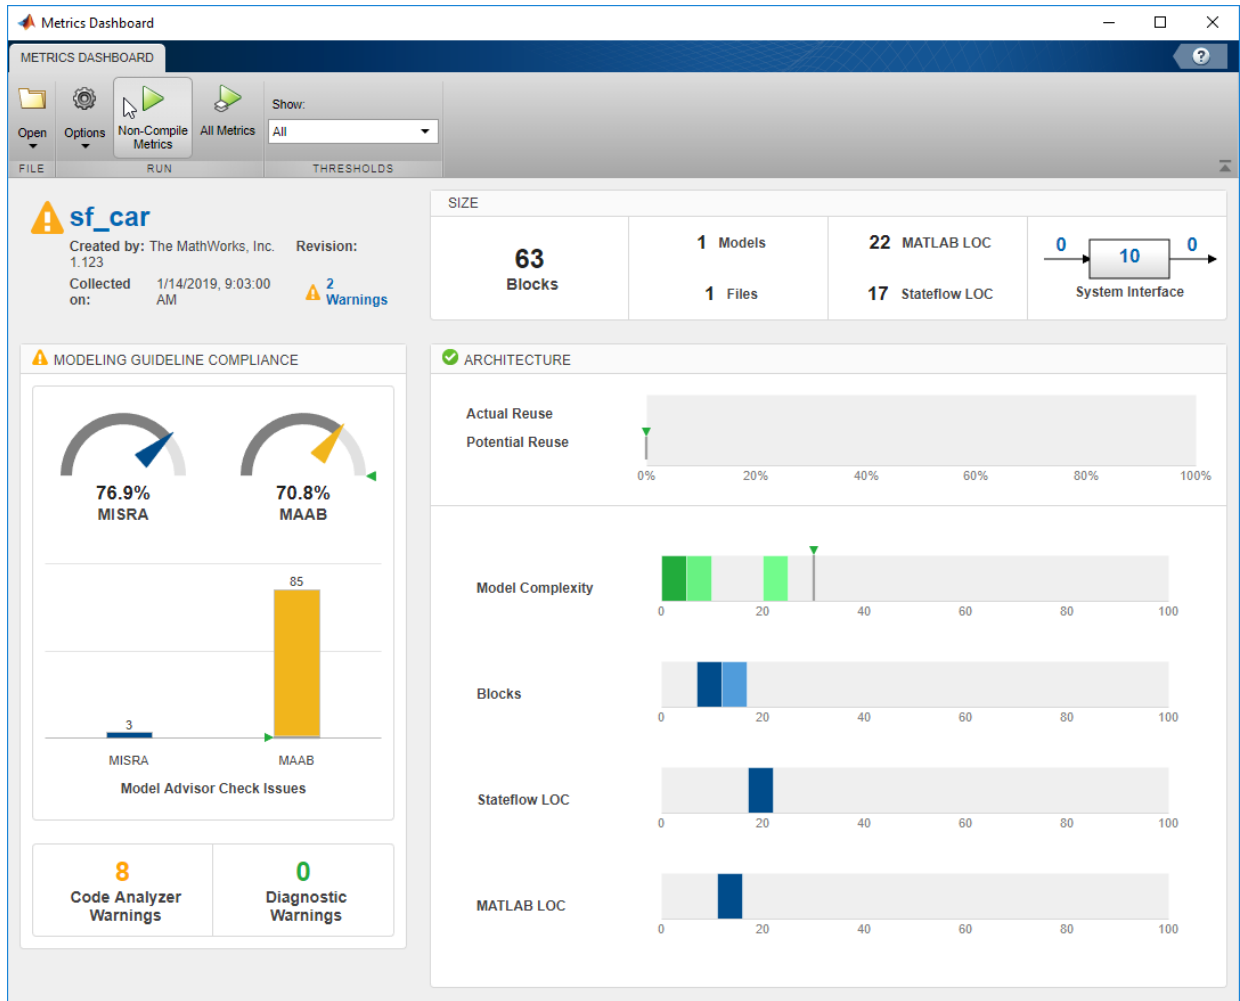 Metrics Dashboard
METRICS DASHBOARD
?
Open
Options
Non-Compile
Metrics
All Metrics
Show:
All
FILE
RUN
THRESHOLDS
sf_car
Created by: The MathWorks, Inc. Revision:
1.123
Collected 1/14/2019, 9:03:00
on: AM
2
Warnings
SIZE
63
Blocks
1 Models
1 Files
22 MATLAB LOC
17 Stateflow LOC
0
10
0
System Interface
MODELING GUIDELINE COMPLIANCE
76.9%
MISRA
70.8%
MAAB
85
3
MISRA
MAAB
Model Advisor Check Issues
8
Code Analyzer
Warnings
0
Diagnostic
Warnings
ARCHITECTURE
Actual Reuse
Potential Reuse
0% 20% 40% 60% 80% 100%
Model Complexity
0 20 40 60 80 100
Blocks
0 20 40 60 80 100
Stateflow LOC
0 20 40 60 80 100
MATLAB LOC
0 20 40 60 80 100